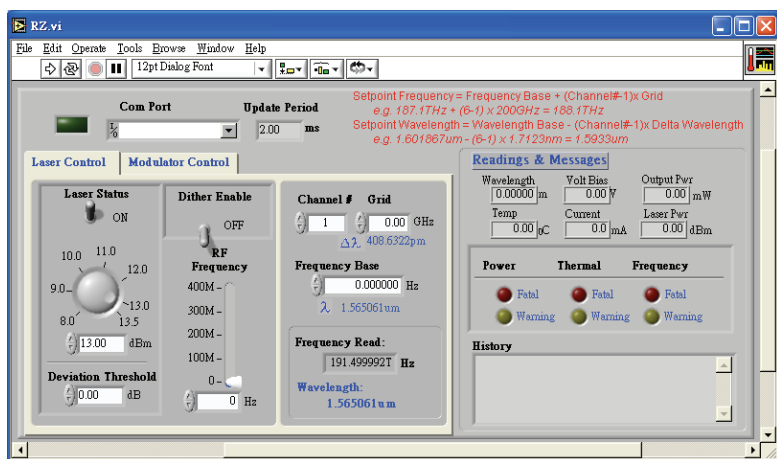 RZ.vi
File Edit Operate Tools Browse Window Help
12pt Dialog Font
Setpoint Frequency = Frequency Base + (Channel#-1)x Grid
e.g. 187.1THz + (6-1) x 200GHz = 188.1THz
Setpoint Wavelength = Wavelength Base - (Channel#-1)x Delta Wavelength
e.g. 1.601867um - (6-1) x 1.7123nm = 1.5933um
Com Port
Update Period
2.00 ms
Laser Control Modulator Control
Laser Status
ON
10.0 11.0 12.0
9.0 13.0
8.0 13.5
13.00 dBm
Deviation Threshold
0.00 dB
Dither Enable
OFF
RF
Frequency
400M
300M
200M
100M
0
0 Hz
Channel # Grid
1 0.00 GHz
Δλ 408.6322pm
Frequency Base
0.000000 Hz
λ 1.565061um
Frequency Read:
191.499992T Hz
Wavelength:
1.565061um
Readings & Messages
Wavelength Volt Bias Output Pwr
0.00000 m 0.00 V 0.00 mW
Temp Current Laser Pwr
0.00 oC 0.0 mA 0.00 dBm
Power Thermal Frequency
Fatal Fatal Fatal
Warning Warning Warning
History